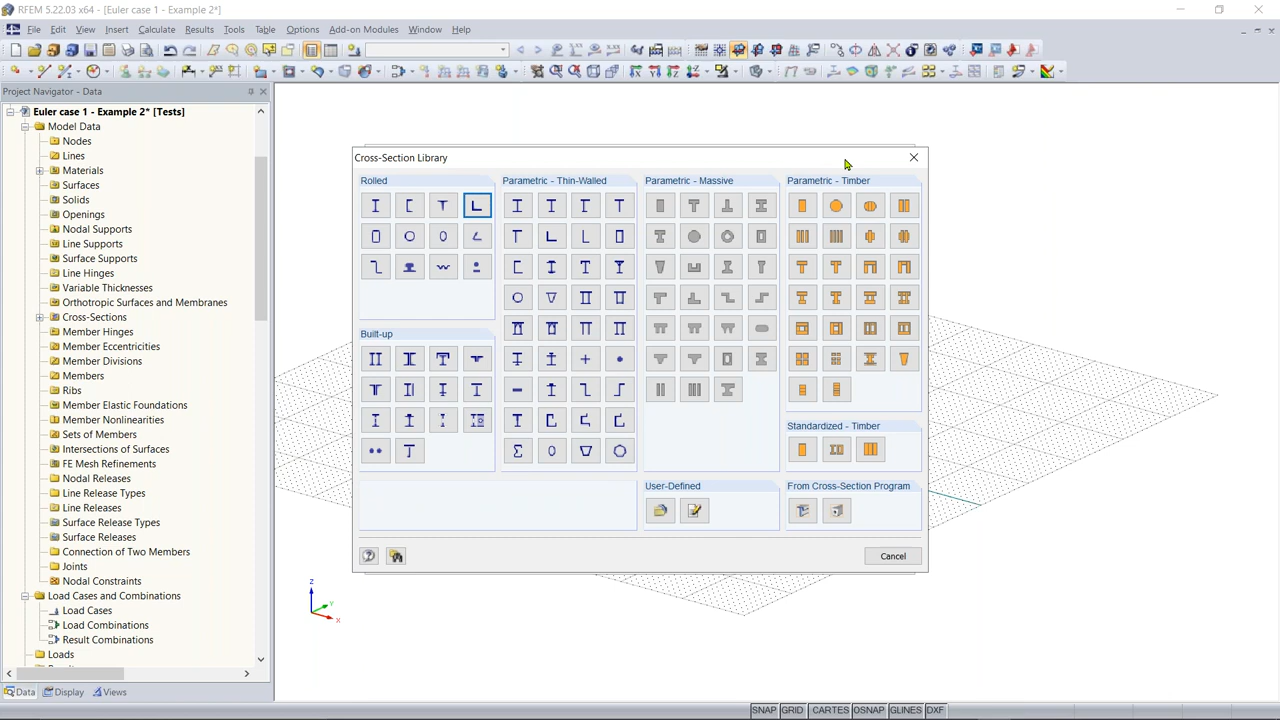 RFEM 5.22.03 x64 - [Euler case 1 - Example 2*]
File Edit View Insert Calculate Results Tools Table Options Add-on Modules Window Help
Project Navigator - Data
Euler case 1 - Example 2* [Tests]
Model Data
Nodes
Lines
Materials
Surfaces
Solids
Openings
Nodal Supports
Line Supports
Surface Supports
Line Hinges
Variable Thicknesses
Orthotropic Surfaces and Membranes
Cross-Sections
Member Hinges
Member Eccentricities
Member Divisions
Members
Ribs
Member Elastic Foundations
Member Nonlinearities
Sets of Members
Intersections of Surfaces
FE Mesh Refinements
Nodal Releases
Line Release Types
Line Releases
Surface Release Types
Surface Releases
Connection of Two Members
Joints
Nodal Constraints
Load Cases and Combinations
Load Cases
Load Combinations
Result Combinations
Loads
Data Display Views
Cross-Section Library
Rolled
Parametric - Thin-Walled
Parametric - Massive
Parametric - Timber
Built-up
Standardized - Timber
User-Defined
From Cross-Section Program
Cancel
Z
Y
X
SNAP GRID CARTES OSNAP GLINES DXF